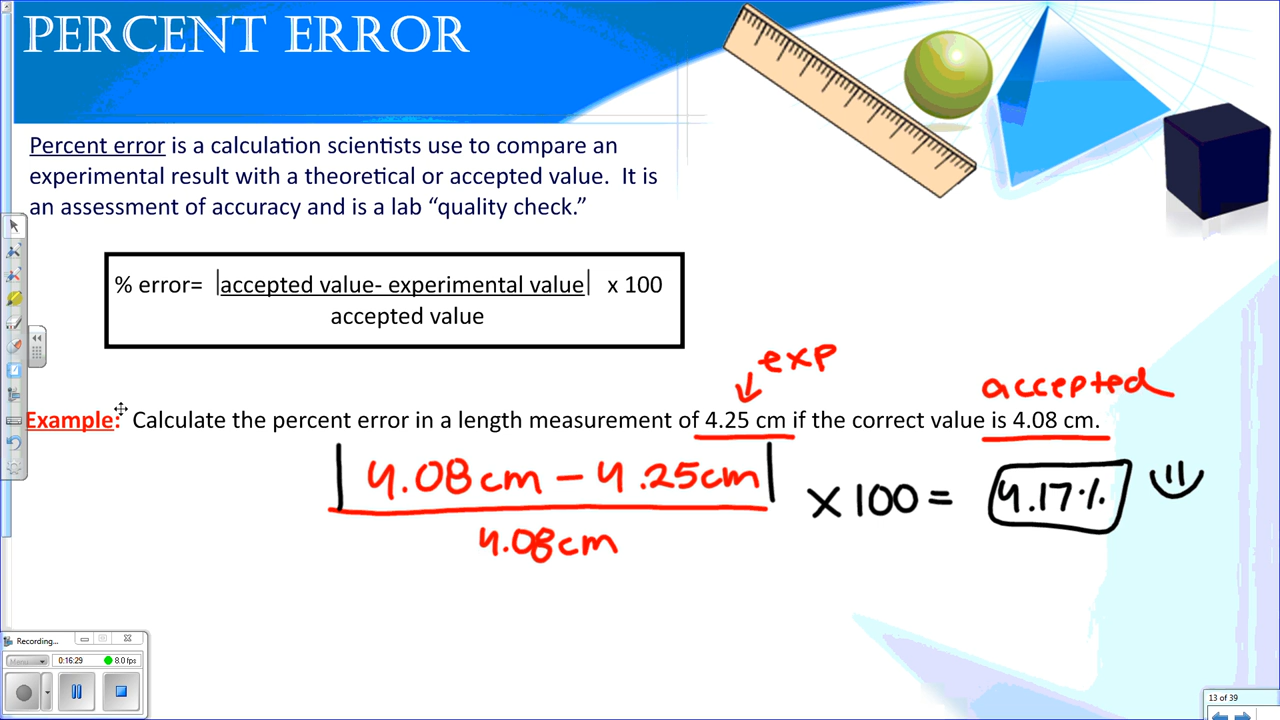 PERCENT ERROR
Percent error is a calculation scientists use to compare an
experimental result with a theoretical or accepted value. It is
an assessment of accuracy and is a lab “quality check.”
% error= |accepted value- experimental value| x 100
accepted value
exp
accepted
Example: Calculate the percent error in a length measurement of 4.25 cm if the correct value is 4.08 cm.
|4.08cm - 4.25cm| x 100 = 4.17%
4.08cm
Recording...
Menu 0:16:29 8.0 fps
13 of 39